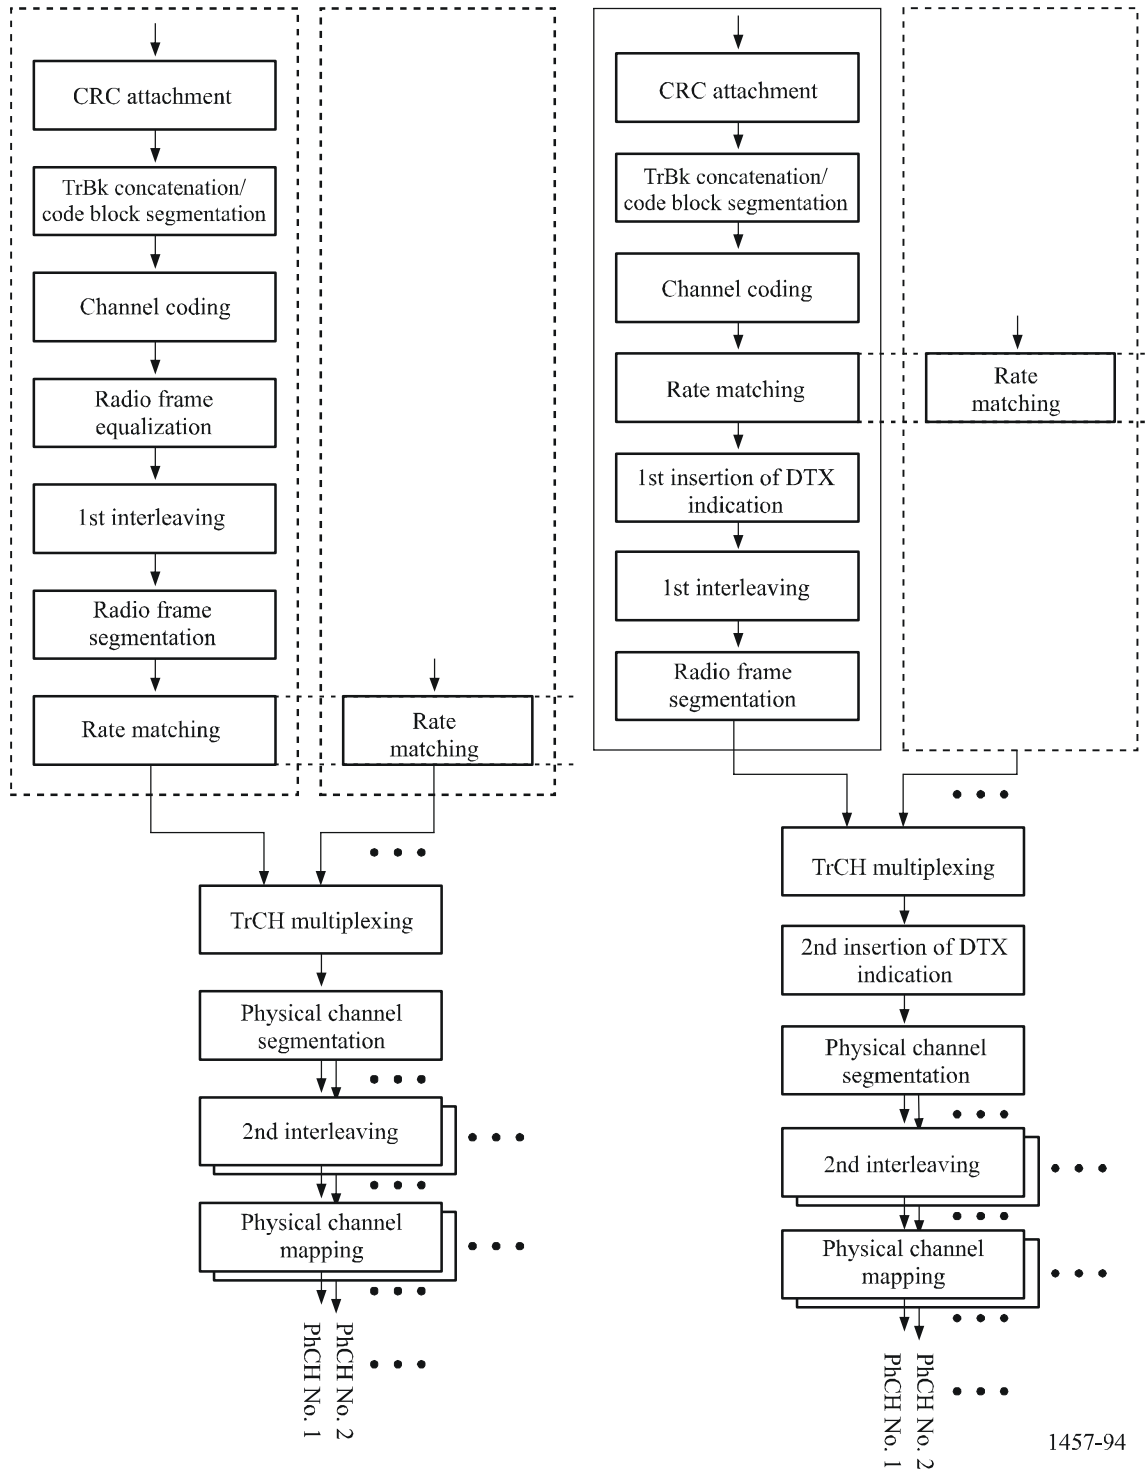 CRC attachment
TrBk concatenation/
code block segmentation
Channel coding
Radio frame
equalization
1st interleaving
Radio frame
segmentation
Rate matching
Rate
matching
TrCH multiplexing
Physical channel
segmentation
2nd interleaving
Physical channel
mapping
PhCH No. 1
PhCH No. 2
CRC attachment
TrBk concatenation/
code block segmentation
Channel coding
Rate matching
Rate
matching
1st insertion of DTX
indication
1st interleaving
Radio frame
segmentation
TrCH multiplexing
2nd insertion of DTX
indication
Physical channel
segmentation
2nd interleaving
Physical channel
mapping
PhCH No. 1
PhCH No. 2
1457-94